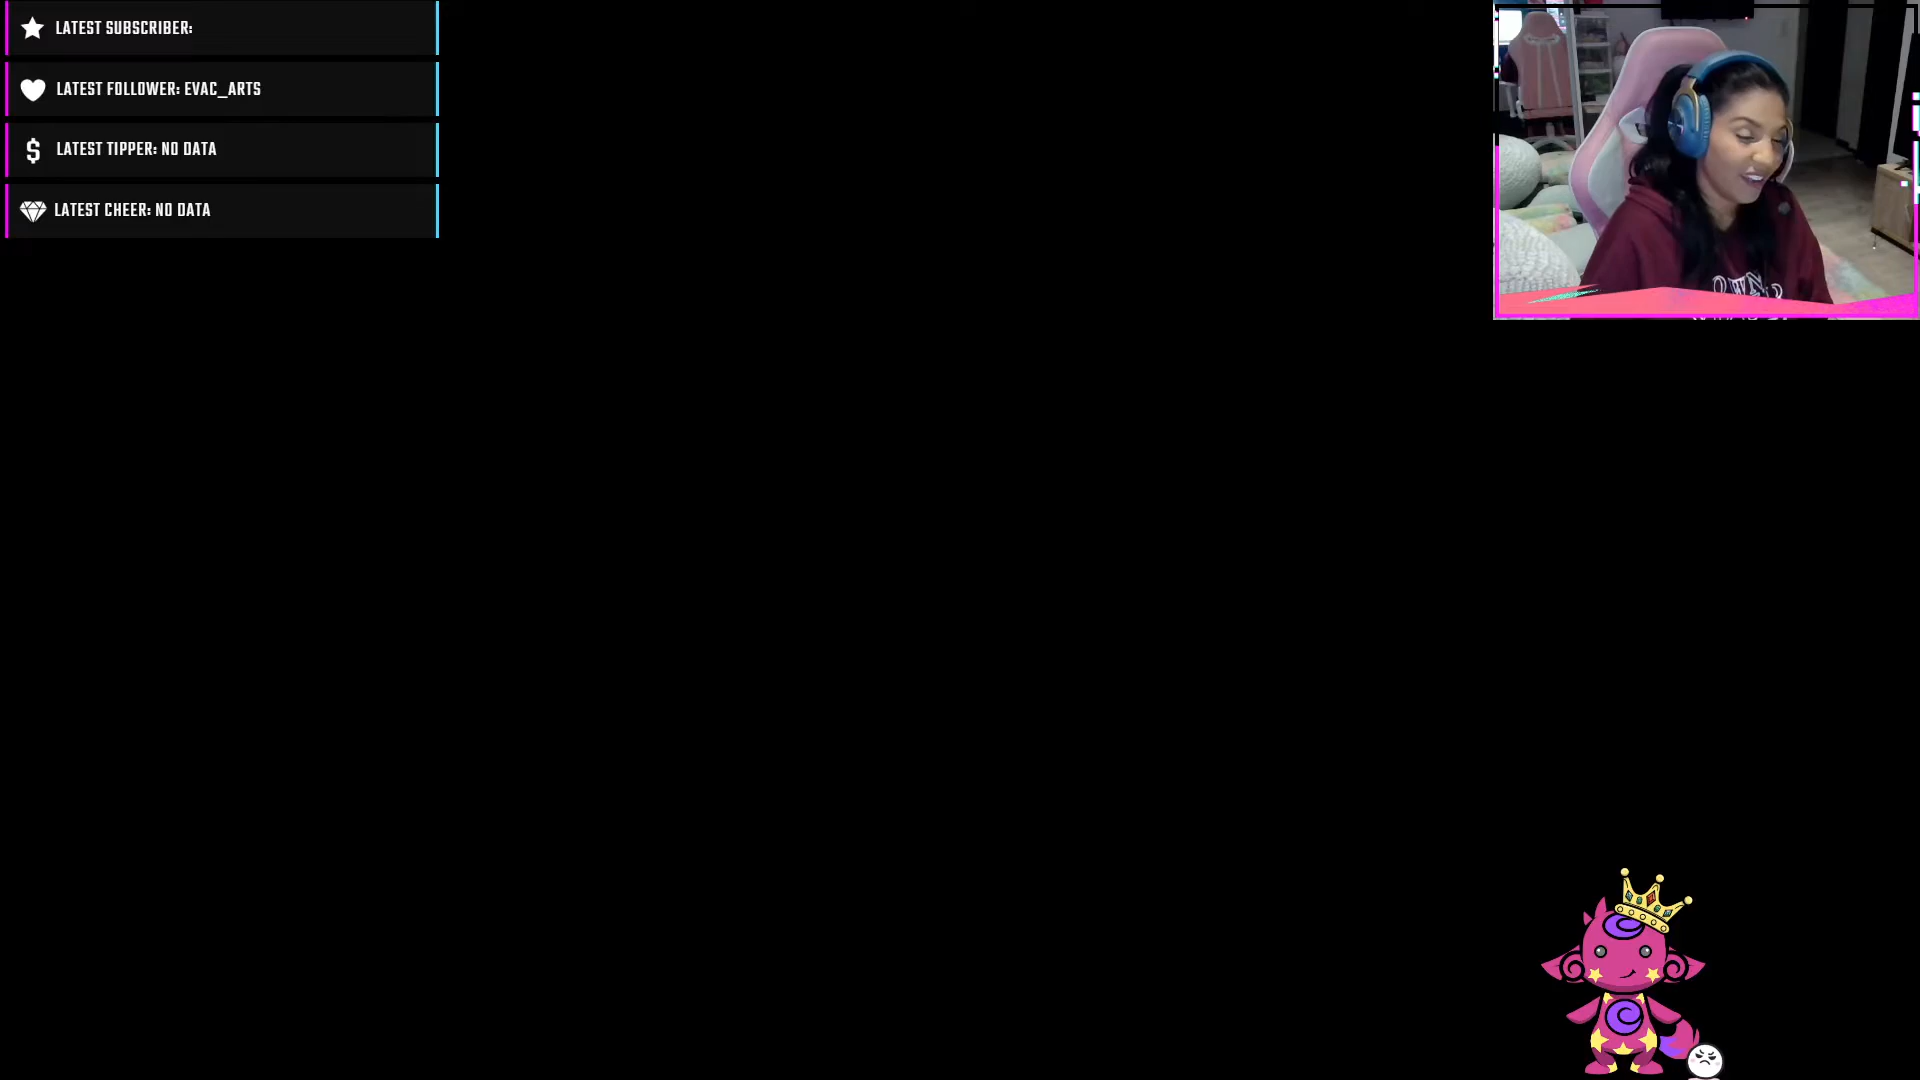 LATEST SUBSCRIBER:
LATEST FOLLOWER: EVAC_ARTS
LATEST TIPPER: NO DATA
LATEST CHEER: NO DATA